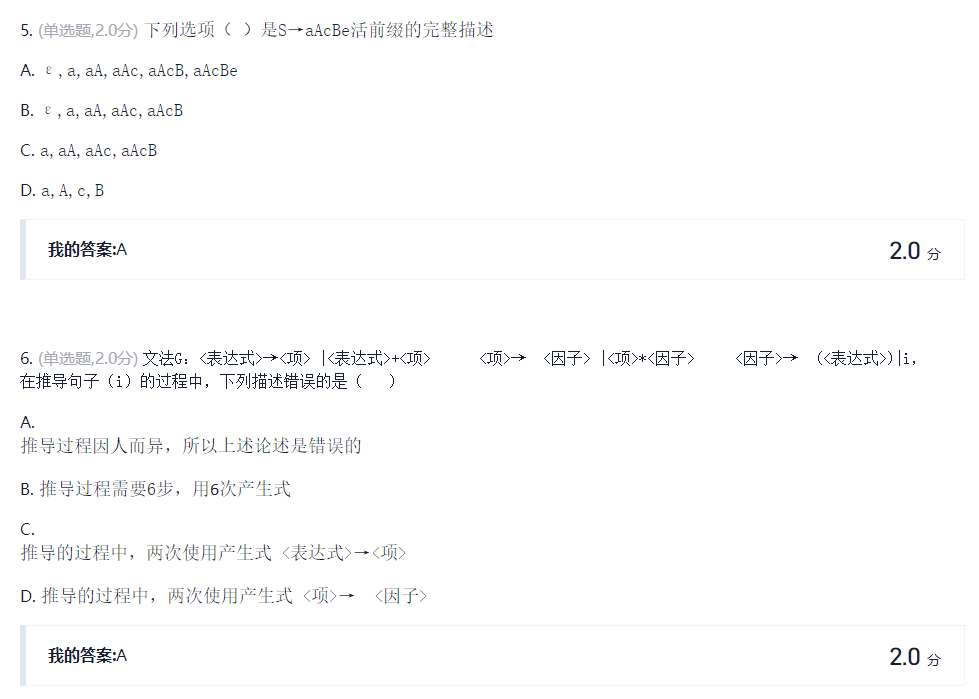 5. (单选题,2.0分) 下列选项（ ）是S→aAcBe活前缀的完整描述
A. ε,a,aA,aAc,aAcB,aAcBe
B. ε,a,aA,aAc,aAcB
C. a,aA,aAc,aAcB
D. a,A,c,B
我的答案:A 2.0 分
6. (单选题,2.0分) 文法G：<表达式>→<项> |<表达式>+<项> <项>→ <因子> |<项>*<因子> <因子>→ （<表达式>)|i，
在推导句子（i）的过程中，下列描述错误的是（ ）
A.
推导过程因人而异，所以上述论述是错误的
B. 推导过程需要6步，用6次产生式
C.
推导的过程中，两次使用产生式 <表达式>→<项>
D. 推导的过程中，两次使用产生式 <项>→ <因子>
我的答案:A 2.0 分